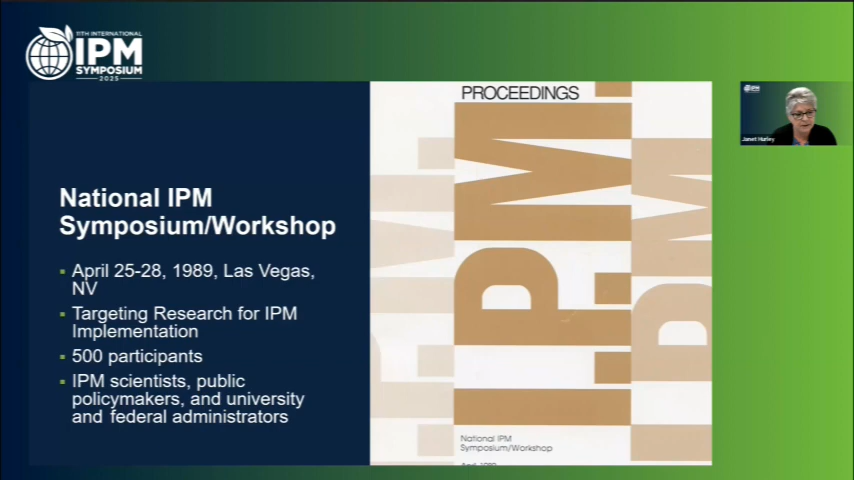 11TH INTERNATIONAL
IPM
SYMPOSIUM
2025
National IPM
Symposium/Workshop
April 25-28, 1989, Las Vegas,
NV
Targeting Research for IPM
Implementation
500 participants
IPM scientists, public
policymakers, and university
and federal administrators
PROCEEDINGS
I.P.M.
National IPM
Symposium/Workshop
April 1989
IPM
Janet Hurley